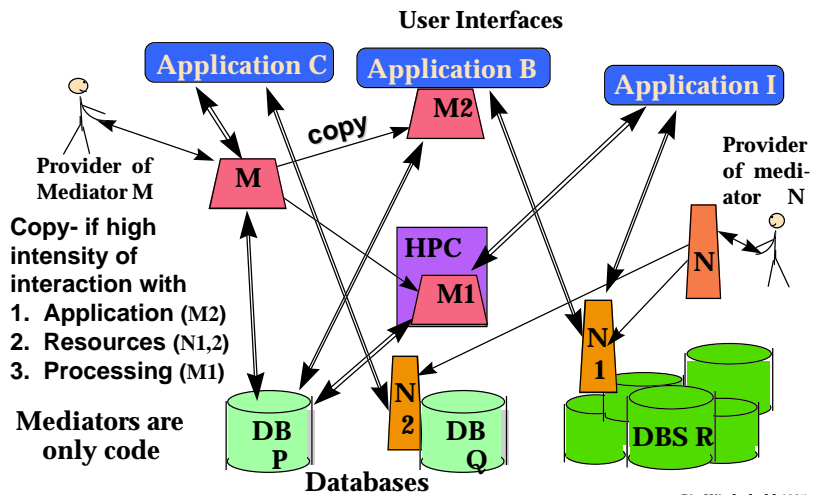 User Interfaces
Application C
Application B
Application I
copy
M2
Provider of
Mediator M
M
Provider
of medi-
ator N
Copy- if high
intensity of
interaction with
1. Application (M2)
2. Resources (N1,2)
3. Processing (M1)
HPC
M1
N
N
1
N
2
Mediators are
only code
DB
P
DB
Q
DBS R
Databases